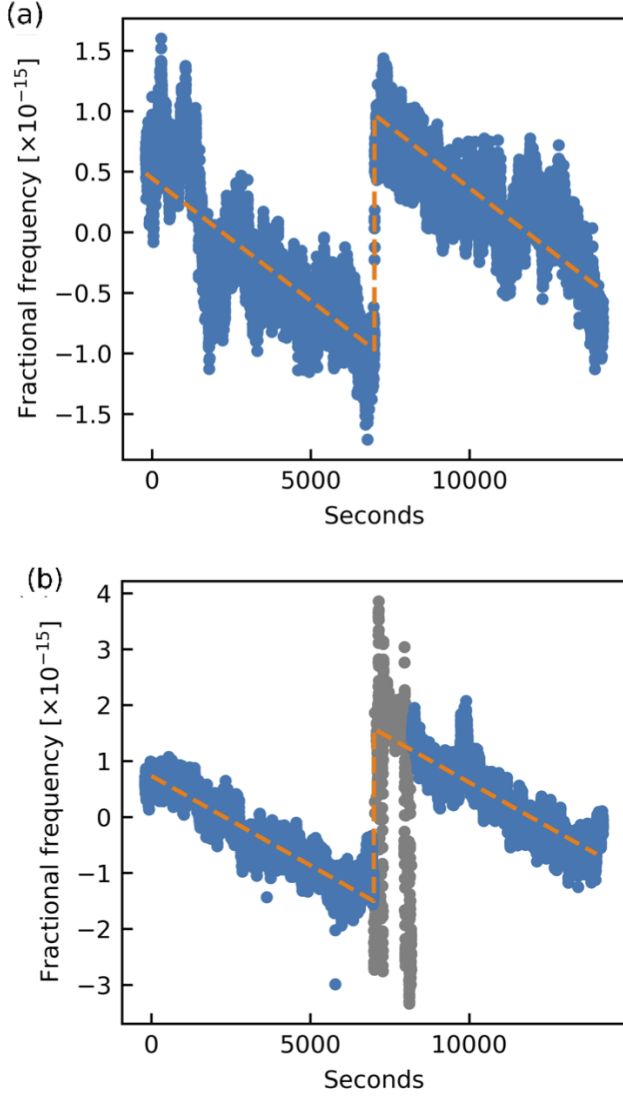 (a)
Fractional frequency [×10⁻¹⁵]
1.5
1.0
0.5
0.0
−0.5
−1.0
−1.5
0 5000 10000
Seconds
(b)
Fractional frequency [×10⁻¹⁵]
4
3
2
1
0
−1
−2
−3
0 5000 10000
Seconds